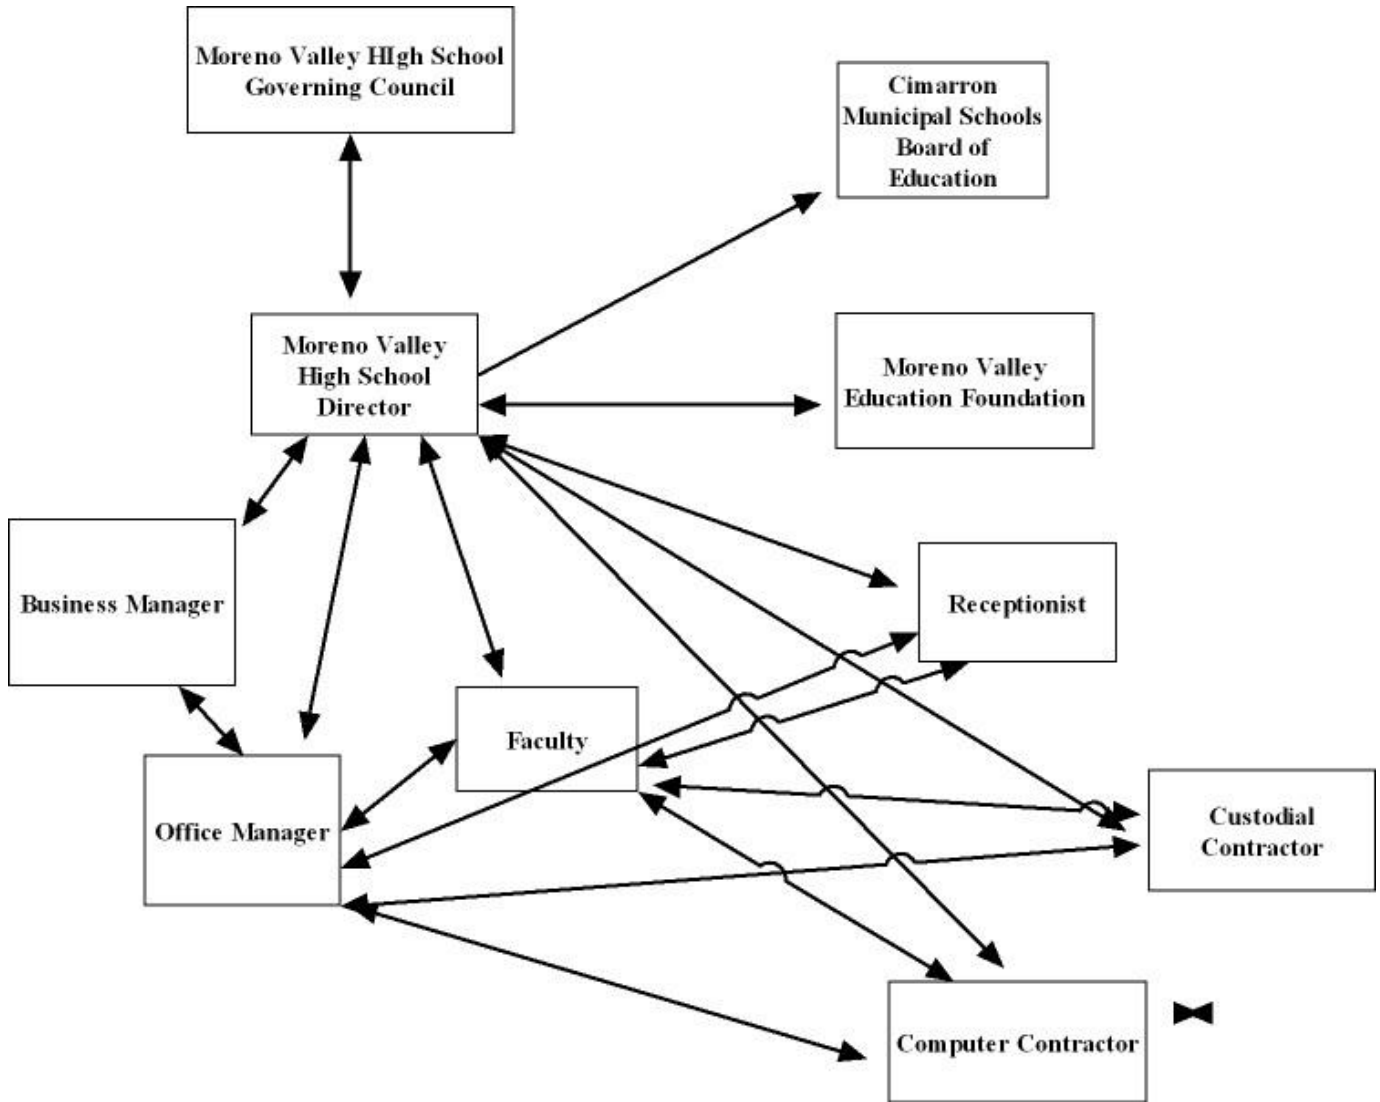 Moreno Valley HIgh School
Governing Council
Cimarron
Municipal Schools
Board of
Education
Moreno Valley
High School
Director
Moreno Valley
Education Foundation
Business Manager
Receptionist
Faculty
Office Manager
Custodial
Contractor
Computer Contractor